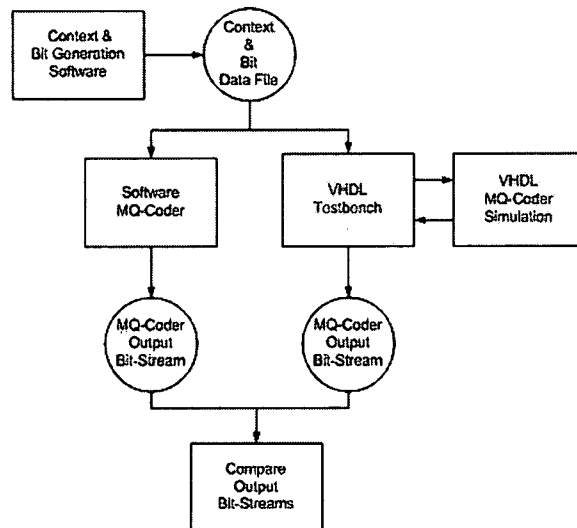 Context &
Bit Generation
Software
Context
&
Bit
Data File
Software
MQ-Coder
VHDL
Testbench
VHDL
MQ-Coder
Simulation
MQ-Coder
Output
Bit-Stream
MQ-Coder
Output
Bit-Stream
Compare
Output
Bit-Streams